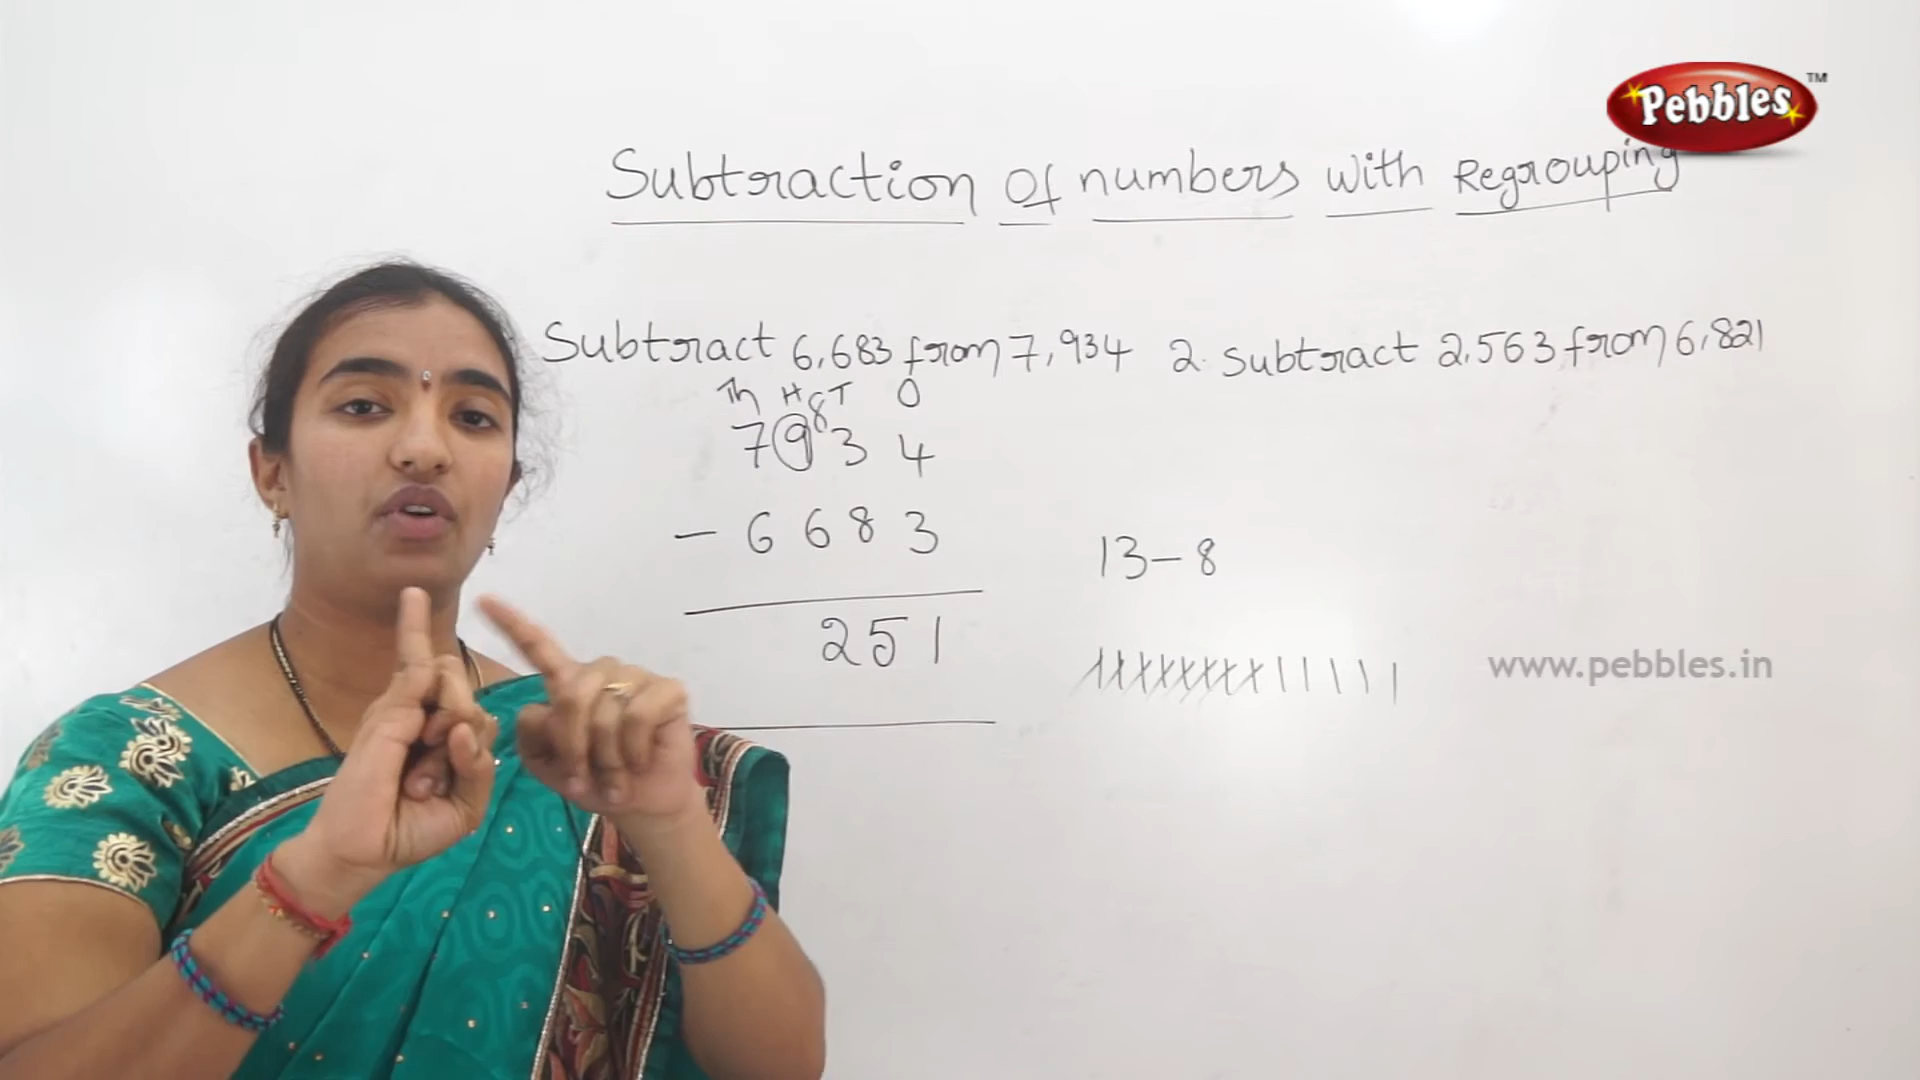 Pebbles™
Subtraction Of numbers with Regrouping
Subtract 6,683 from 7,934
Th H T O
8
7 9 3 4
- 6 6 8 3
2 5 1
2. Subtract 2,563 from 6,821
13-8
www.pebbles.in